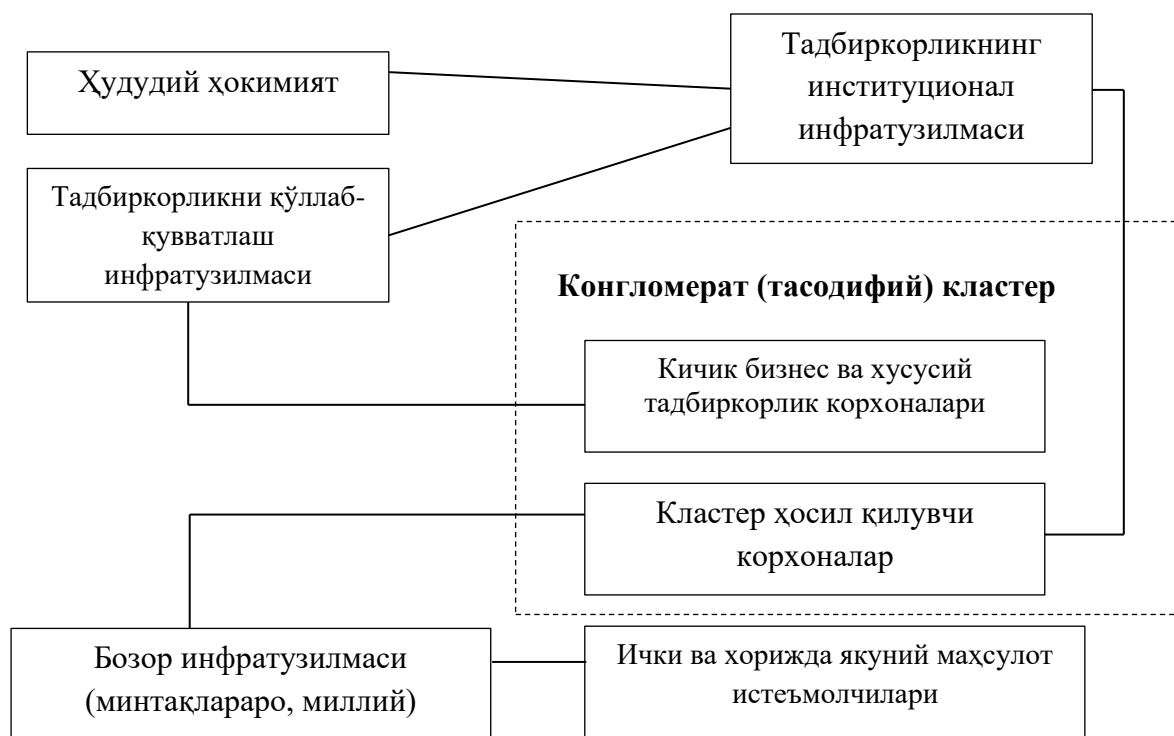 Ҳудудий ҳокимият
Тадбиркорликнинг
институционал
инфратузилмаси
Тадбиркорликни қўллаб-
қувватлаш
инфратузилмаси
Конгломерат (тасодифий) кластер
Кичик бизнес ва хусусий
тадбиркорлик корхоналари
Кластер ҳосил қилувчи
корхоналар
Бозор инфратузилмаси
(минтақлараро, миллий)
Ички ва хорижда якуний маҳсулот
истеъмолчилари